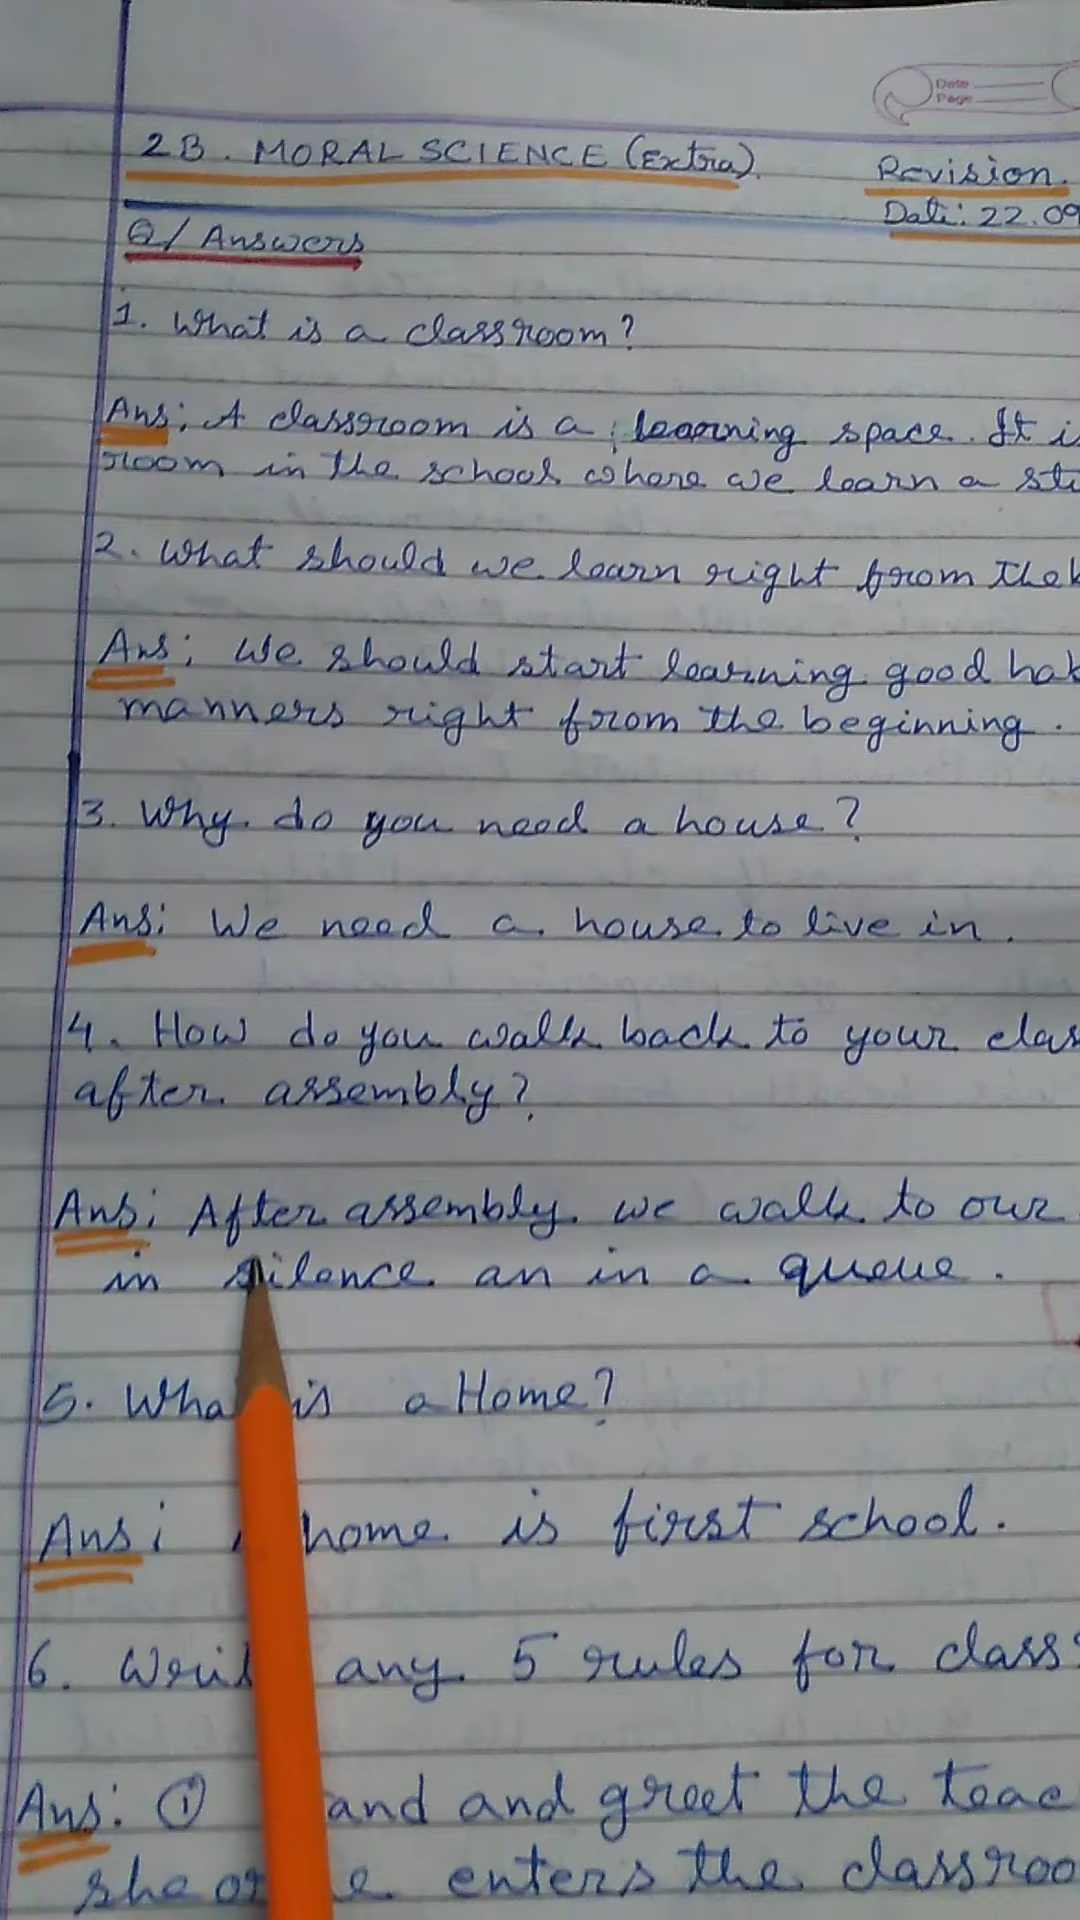 Date
Page
2B. MORAL SCIENCE (Extra).
Revision.
Date: 22.09
Q/ Answers
1. What is a classroom?
Ans: A classroom is a learning space. It is
room in the school where we learn a stu
2. What should we learn right from the b
Ans: We should start learning good hab
manners right from the beginning.
3. Why do you need a house?
Ans: We need a house to live in.
4. How do you walk back to your clas
after assembly?
Ans: After assembly we walk to our
in silence an in a queue.
5. Wha is a Home?
Ans: home is first school.
6. Writ any 5 rules for class
Ans: ① and and greet the teac
she or e enters the classroo